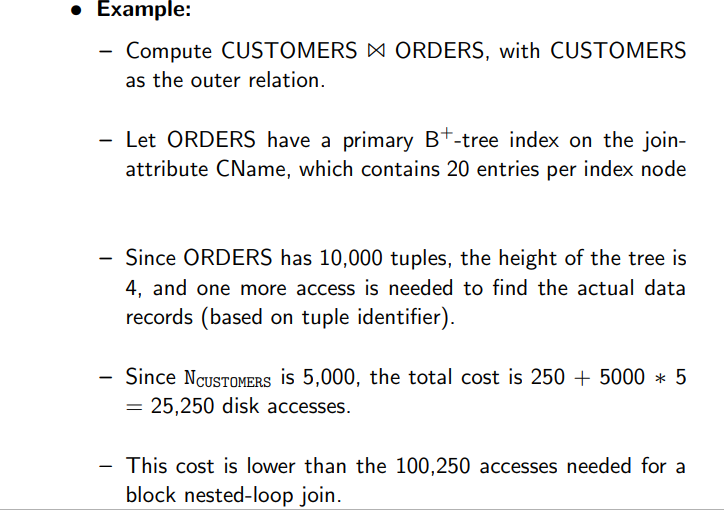 • Example:
– Compute CUSTOMERS ⋈ ORDERS, with CUSTOMERS
as the outer relation.
– Let ORDERS have a primary B⁺-tree index on the join-
attribute CName, which contains 20 entries per index node
– Since ORDERS has 10,000 tuples, the height of the tree is
4, and one more access is needed to find the actual data
records (based on tuple identifier).
– Since N_CUSTOMERS is 5,000, the total cost is 250 + 5000 ∗ 5
= 25,250 disk accesses.
– This cost is lower than the 100,250 accesses needed for a
block nested-loop join.